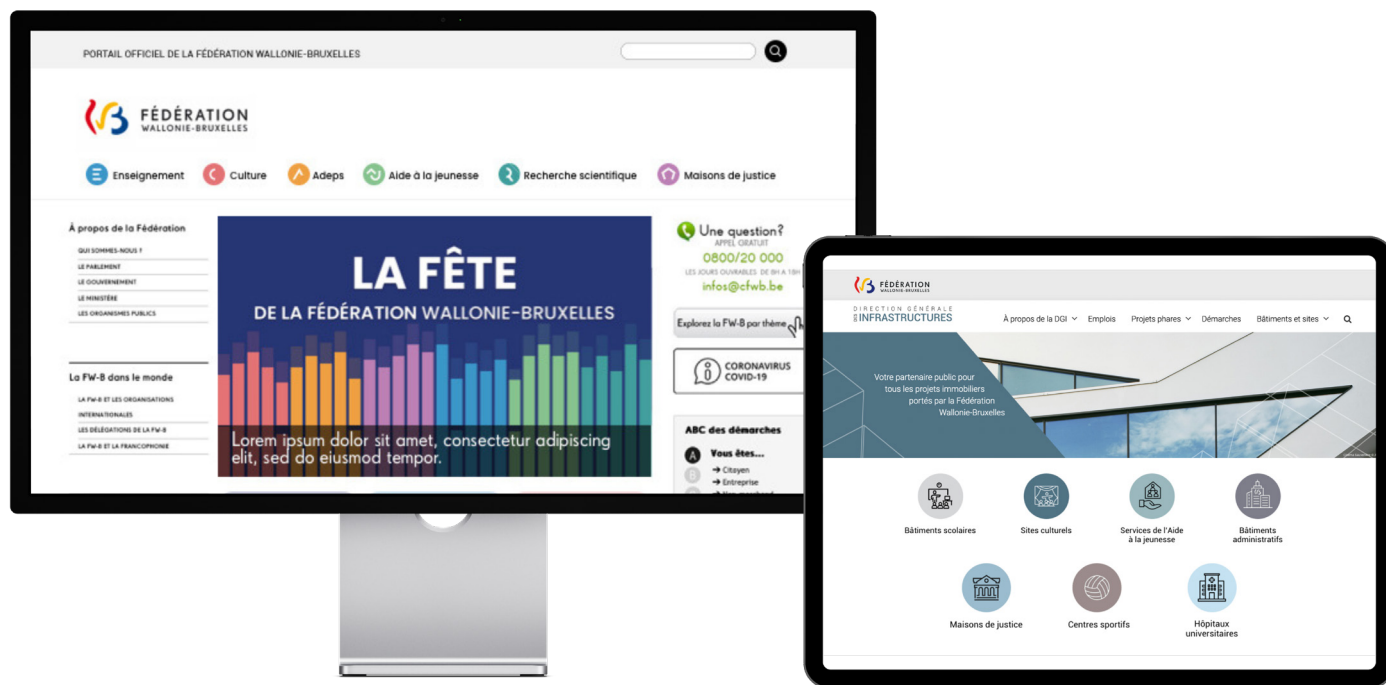 PORTAIL OFFICIEL DE LA FÉDÉRATION WALLONIE-BRUXELLES
FÉDÉRATION
WALLONIE-BRUXELLES
Enseignement
Culture
Adeps
Aide à la jeunesse
Recherche scientifique
Maisons de justice
À propos de la Fédération
QUI SOMMES-NOUS ?
LE PARLEMENT
LE GOUVERNEMENT
LE MINISTÈRE
LES ORGANISMES PUBLICS
La FW-B dans le monde
LA FW-B ET LES ORGANISATIONS
INTERNATIONALES
LES DÉLÉGATIONS DE LA FW-B
LA FW-B ET LA FRANCOPHONIE
LA FÊTE
DE LA FÉDÉRATION WALLONIE-BRUXELLES
Lorem ipsum dolor sit amet, consectetur adipiscing
elit, sed do eiusmod tempor.
Une question?
APPEL GRATUIT
0800/20 000
LES JOURS OUVRABLES DE 8H A 18H
infos@cfwb.be
Explorez la FW-B par thème
CORONAVIRUS
COVID-19
ABC des démarches
A
Vous êtes...
B
→ Citoyen
→ Entreprise
FÉDÉRATION
WALLONIE-BRUXELLES
DIRECTION GÉNÉRALE
DES INFRASTRUCTURES
À propos de la DGI
Emplois
Projets phares
Démarches
Bâtiments et sites
Votre partenaire public pour
tous les projets immobiliers
portés par la Fédération
Wallonie-Bruxelles
Bâtiments scolaires
Sites culturels
Services de l'Aide
à la jeunesse
Bâtiments
administratifs
Maisons de justice
Centres sportifs
Hôpitaux
universitaires